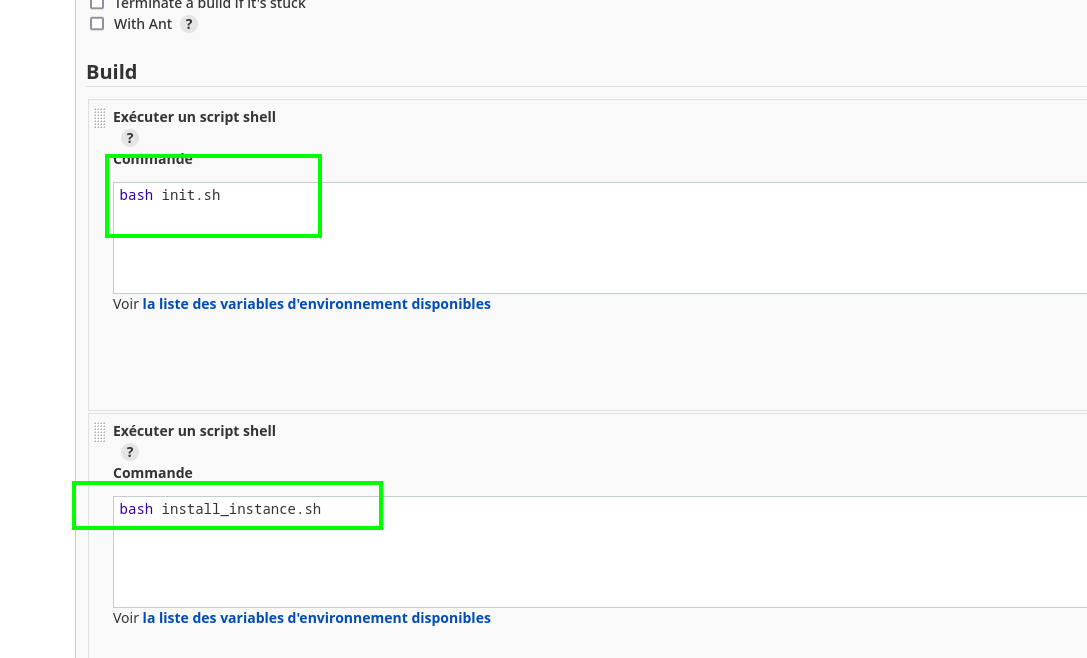 Terminate a build if it's stuck
With Ant ?
Build
Exécuter un script shell
?
Commande
bash init.sh
Voir la liste des variables d'environnement disponibles
Exécuter un script shell
?
Commande
bash install_instance.sh
Voir la liste des variables d'environnement disponibles